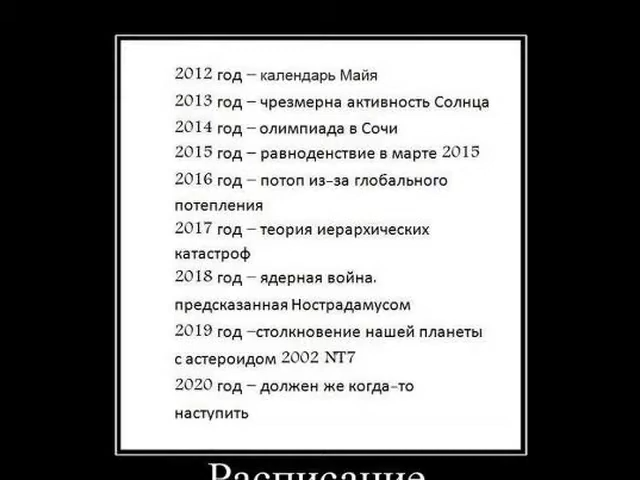 2012 год – календарь Майя
2013 год – чрезмерна активность Солнца
2014 год – олимпиада в Сочи
2015 год – равноденствие в марте 2015
2016 год – потоп из-за глобального
потепления
2017 год – теория иерархических
катастроф
2018 год – ядерная война.
предсказанная Нострадамусом
2019 год –столкновение нашей планеты
с астероидом 2002 NT7
2020 год – должен же когда-то
наступить
Расписание